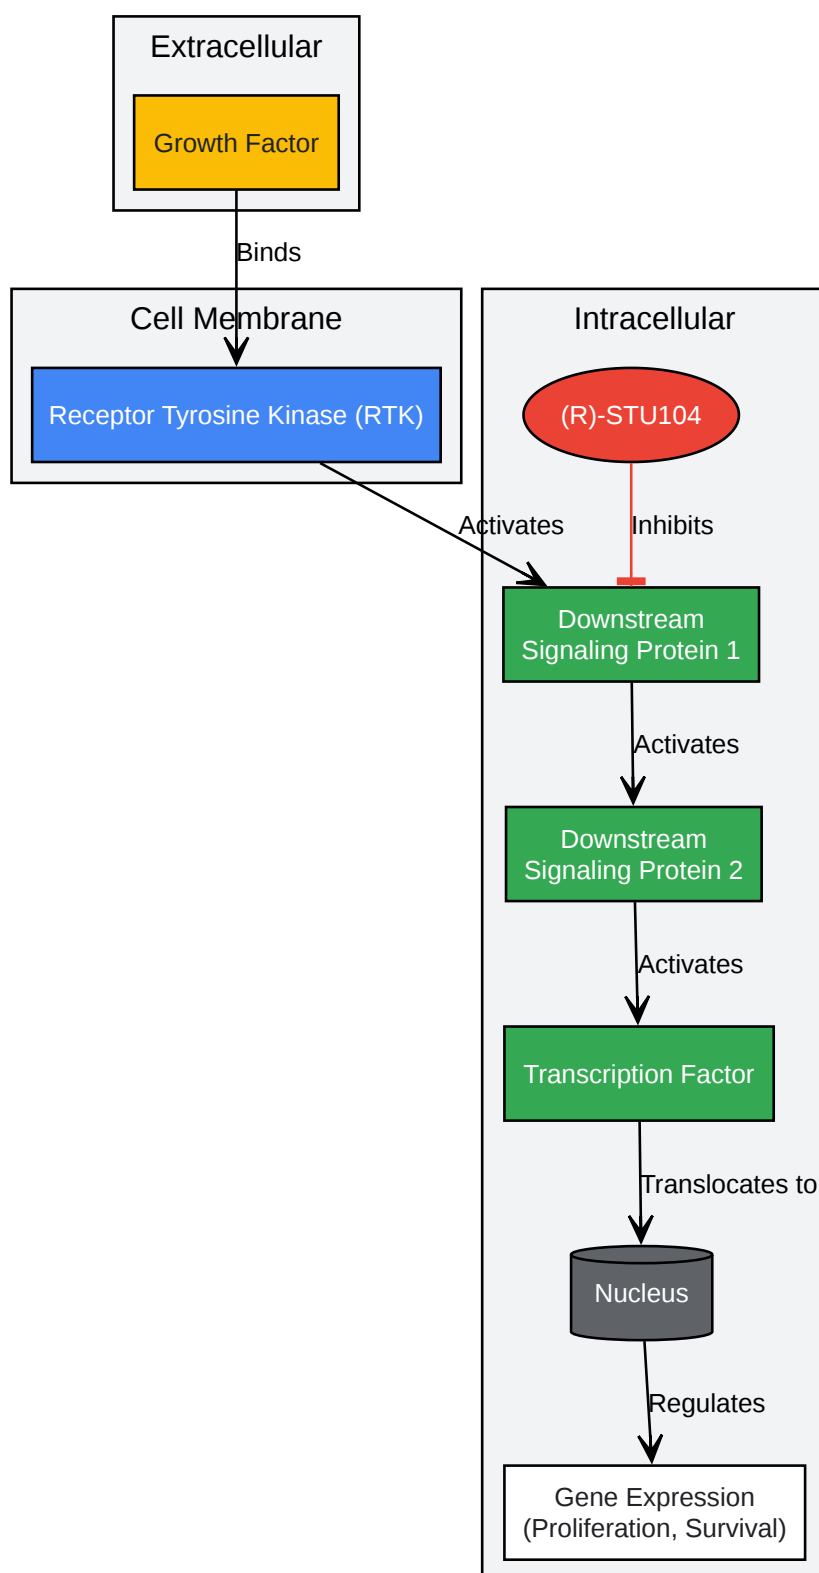 Extracellular
Growth Factor
Binds
Cell Membrane
Receptor Tyrosine Kinase (RTK)
Intracellular
(R)-STU104
Activates
Inhibits
Downstream
Signaling Protein 1
Activates
Downstream
Signaling Protein 2
Activates
Transcription Factor
Translocates to
Nucleus
Regulates
Gene Expression
(Proliferation, Survival)